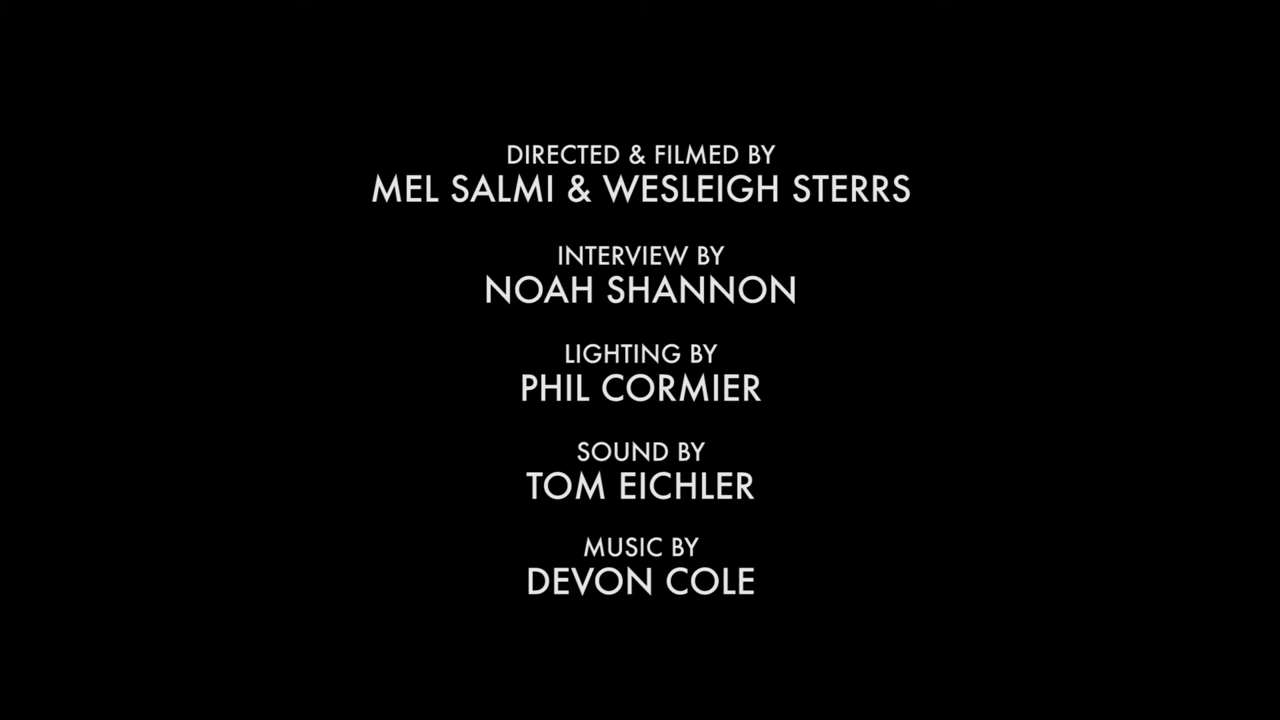 DIRECTED & FILMED BY
MEL SALMI & WESLEIGH STERRS
INTERVIEW BY
NOAH SHANNON
LIGHTING BY
PHIL CORMIER
SOUND BY
TOM EICHLER
MUSIC BY
DEVON COLE